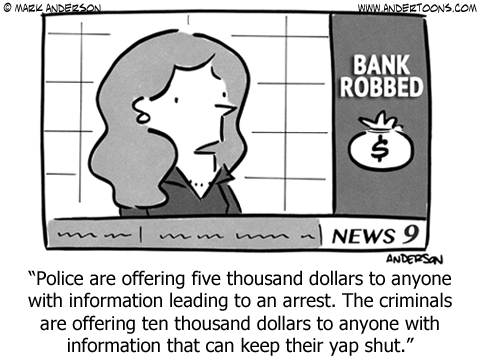 © MARK ANDERSON
WWW.ANDERTOONS.COM
BANK
ROBBED
$
NEWS 9
ANDERSON
“Police are offering five thousand dollars to anyone
with information leading to an arrest. The criminals
are offering ten thousand dollars to anyone with
information that can keep their yap shut.”